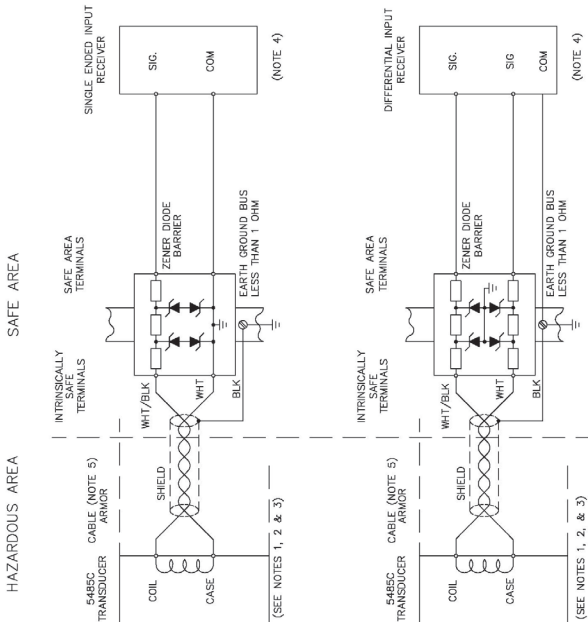 HAZARDOUS AREA
SAFE AREA
5485C
TRANSDUCER
CABLE (NOTE 5)
ARMOR
INTRINSICALLY
SAFE
TERMINALS
SAFE AREA
TERMINALS
SINGLE ENDED INPUT
RECEIVER
COIL
SHIELD
WHT/BLK
ZENER DIODE
BARRIER
SIG.
CASE
WHT
COM
BLK
EARTH GROUND BUS
LESS THAN 1 OHM
(SEE NOTES 1, 2, & 3)
(NOTE 4)
5485C
TRANSDUCER
CABLE (NOTE 5)
ARMOR
INTRINSICALLY
SAFE
TERMINALS
SAFE AREA
TERMINALS
DIFFERENTIAL INPUT
RECEIVER
COIL
SHIELD
WHT/BLK
ZENER DIODE
BARRIER
SIG.
CASE
WHT
SIG
BLK
COM
EARTH GROUND BUS
LESS THAN 1 OHM
(SEE NOTES 1, 2, & 3)
(NOTE 4)